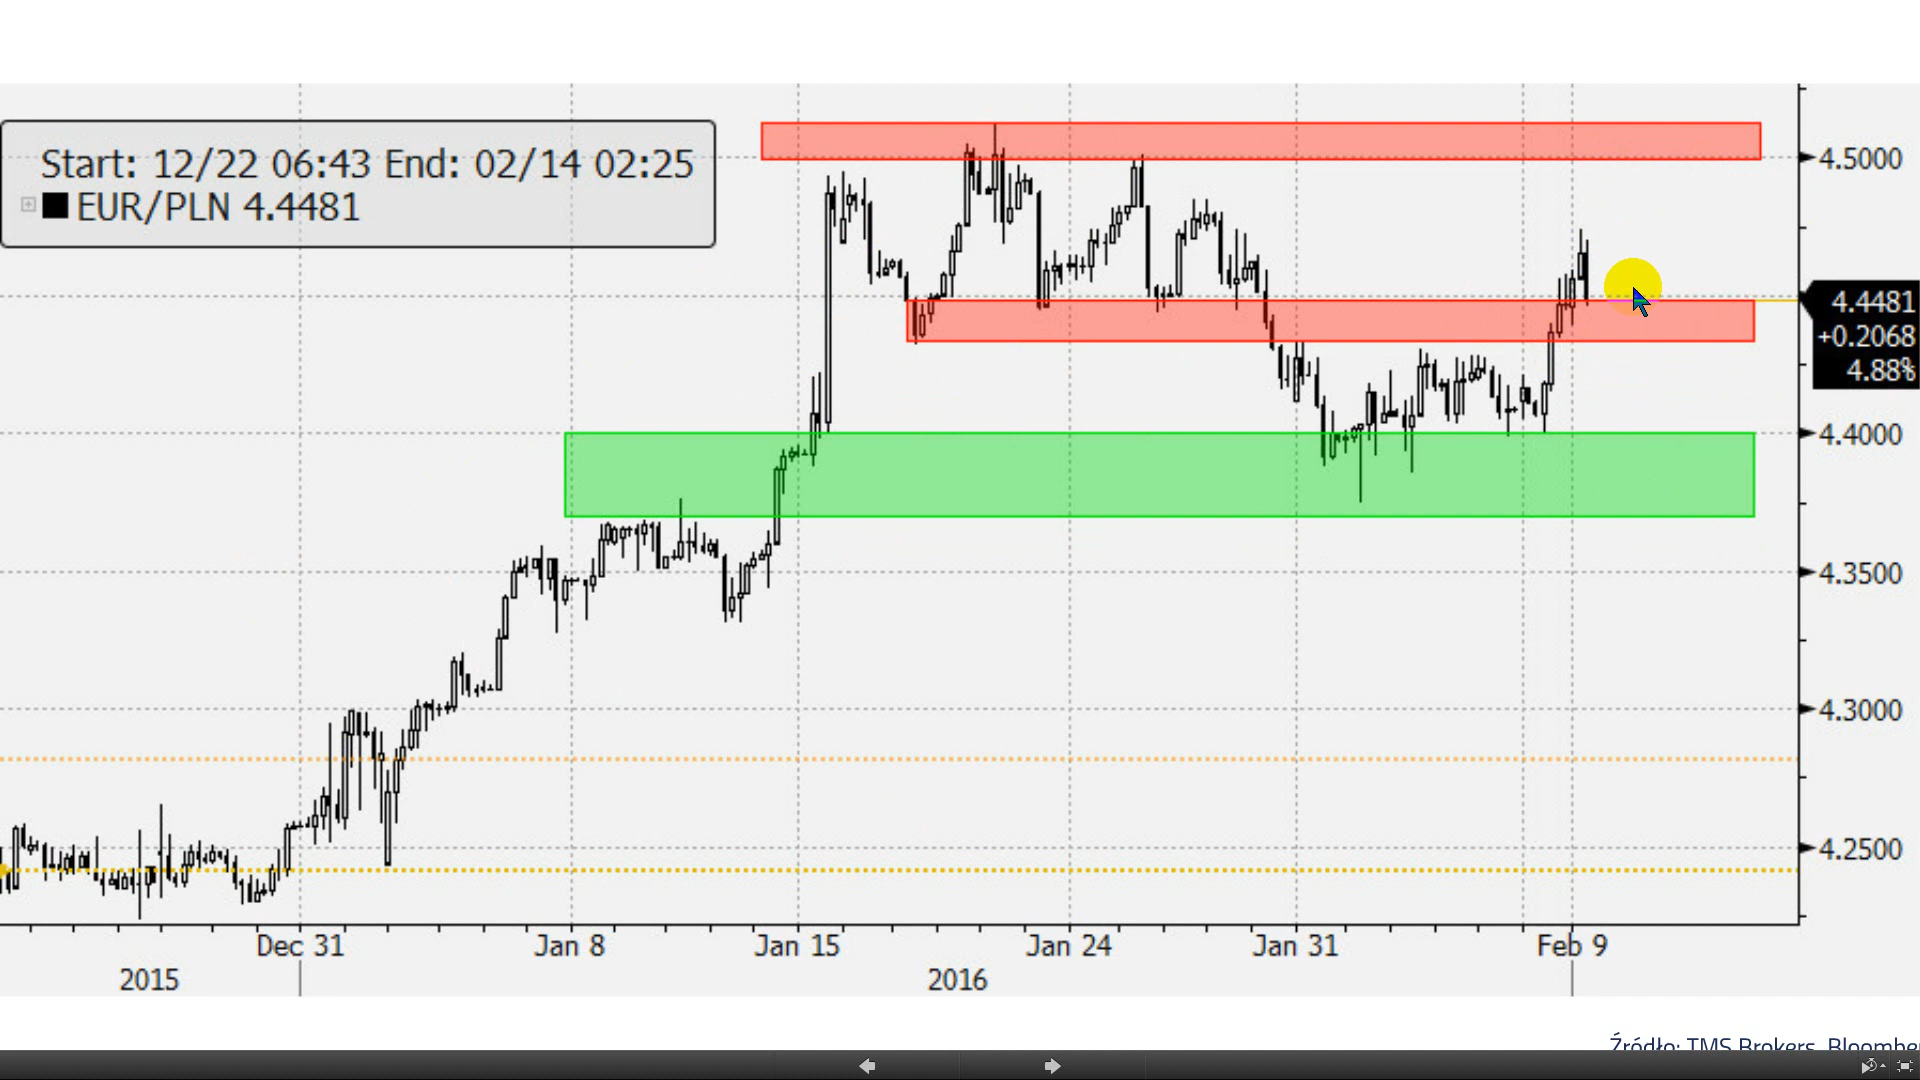 Start: 12/22 06:43 End: 02/14 02:25
EUR/PLN 4.4481
4.5000
4.4481
+0.2068
4.88%
4.4000
4.3500
4.3000
4.2500
Dec 31 Jan 8 Jan 15 Jan 24 Jan 31 Feb 9
2015 2016
Źródło: TMS Brokers, Bloombe